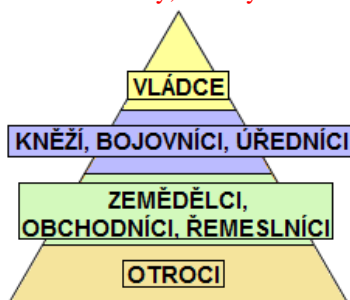 VLÁDCE
KNĚŽÍ, BOJOVNÍCI, ÚŘEDNÍCI
ZEMĚDĚLCI,
OBCHODNÍCI, ŘEMESLNÍCI
OTROCI